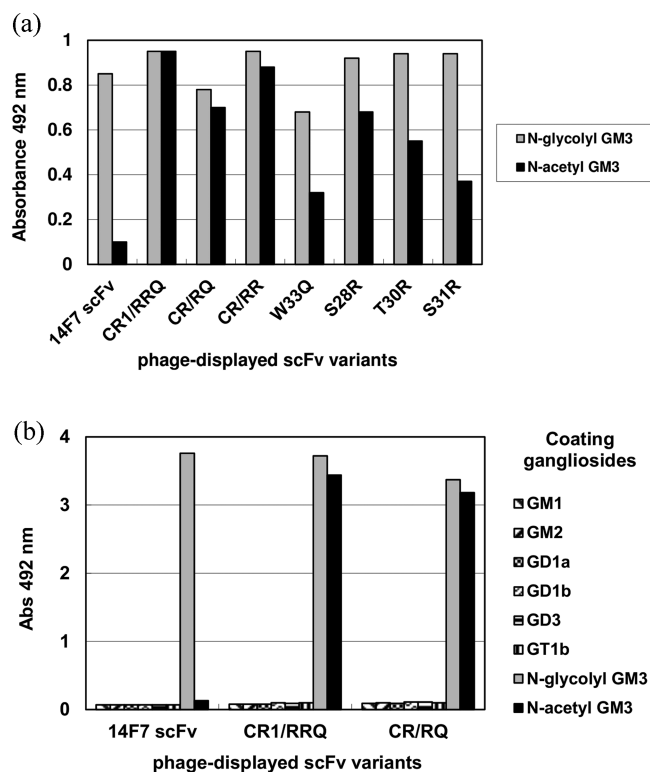 (a)
Absorbance 492 nm
1
0.8
0.6
0.4
0.2
0
14F7 scFv
CR1/RRQ
CR/RQ
CR/RR
W33Q
S28R
T30R
S31R
phage-displayed scFv variants
N-glycolyl GM3
N-acetyl GM3
(b)
Abs 492 nm
4
3
2
1
0
14F7 scFv
CR1/RRQ
CR/RQ
phage-displayed scFv variants
Coating
gangliosides
GM1
GM2
GD1a
GD1b
GD3
GT1b
N-glycolyl GM3
N-acetyl GM3